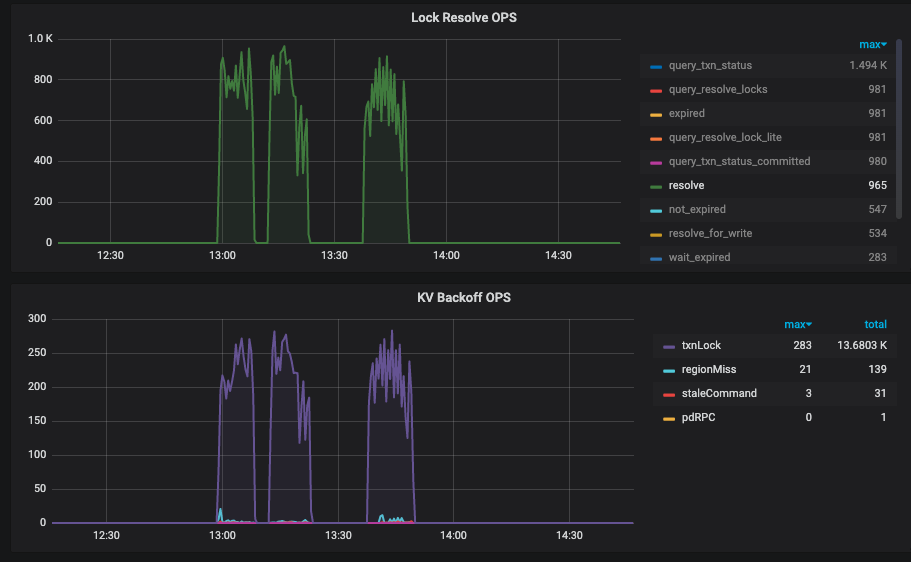 Lock Resolve OPS
1.0 K
800
600
400
200
0
12:30 13:00 13:30 14:00 14:30
max
query_txn_status 1.494 K
query_resolve_locks 981
expired 981
query_resolve_lock_lite 981
query_txn_status_committed 980
resolve 965
not_expired 547
resolve_for_write 534
wait_expired 283
KV Backoff OPS
300
250
200
150
100
50
0
12:30 13:00 13:30 14:00 14:30
max total
txnLock 283 13.6803 K
regionMiss 21 139
staleCommand 3 31
pdRPC 0 1